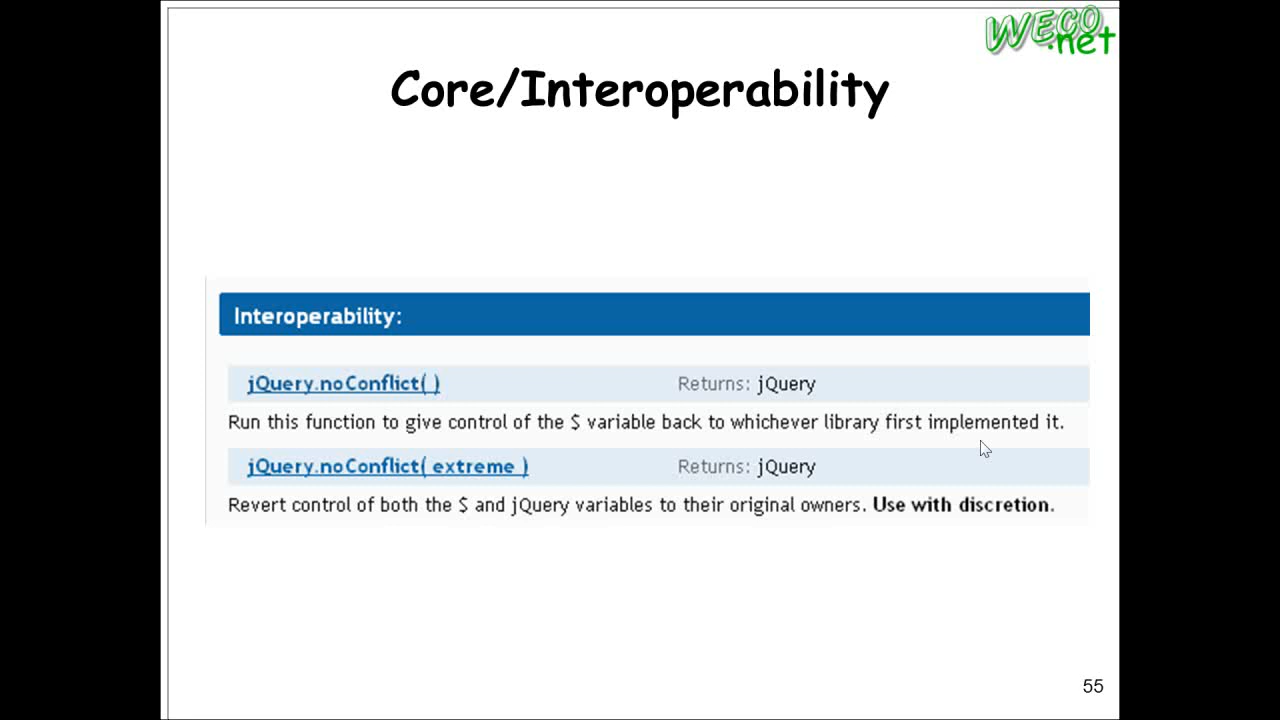 WECO
.net
Core/Interoperability
Interoperability:
jQuery.noConflict( ) Returns: jQuery
Run this function to give control of the $ variable back to whichever library first implemented it.
jQuery.noConflict( extreme ) Returns: jQuery
Revert control of both the $ and jQuery variables to their original owners. Use with discretion.
55